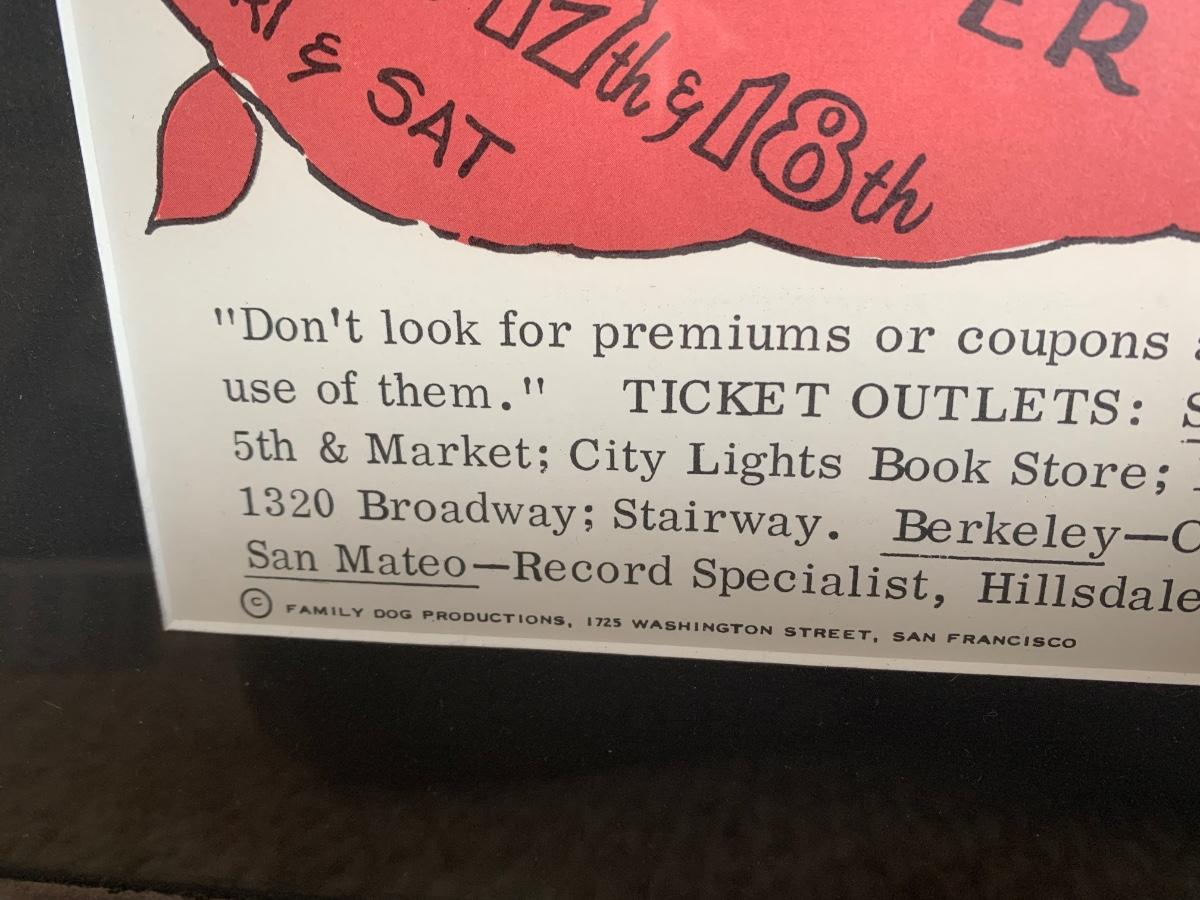 ER
17th & 18th
& SAT
"Don't look for premiums or coupons
use of them." TICKET OUTLETS:
5th & Market; City Lights Book Store;
1320 Broadway; Stairway. Berkeley—
San Mateo—Record Specialist, Hillsdale
© FAMILY DOG PRODUCTIONS, 1725 WASHINGTON STREET, SAN FRANCISCO